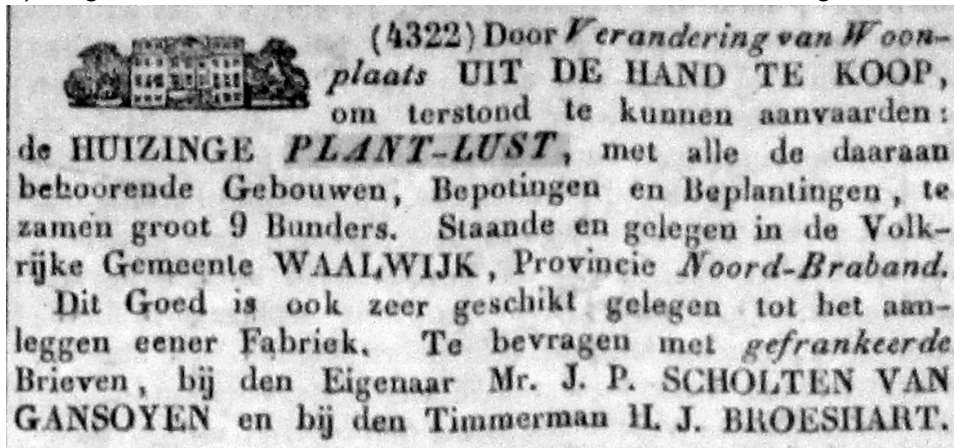 (4322) Door Verandering van Woon-
plaats UIT DE HAND TE KOOP,
om terstond te kunnen aanvaarden:
de HUIZINGE PLANT-LUST, met alle de daaraan
behoorende Gebouwen, Bepotingen en Beplantingen, te
zamen groot 9 Bunders. Staande en gelegen in de Volk-
rijke Gemeente WAALWIJK, Provincie Noord-Braband.
Dit Goed is ook zeer geschikt gelegen tot het aan-
leggen eener Fabriek. Te bevragen met gefrankeerde
Brieven, bij den Eigenaar Mr. J. P. SCHOLTEN VAN
GANSOYEN en bij den Timmerman H. J. BROESHART.